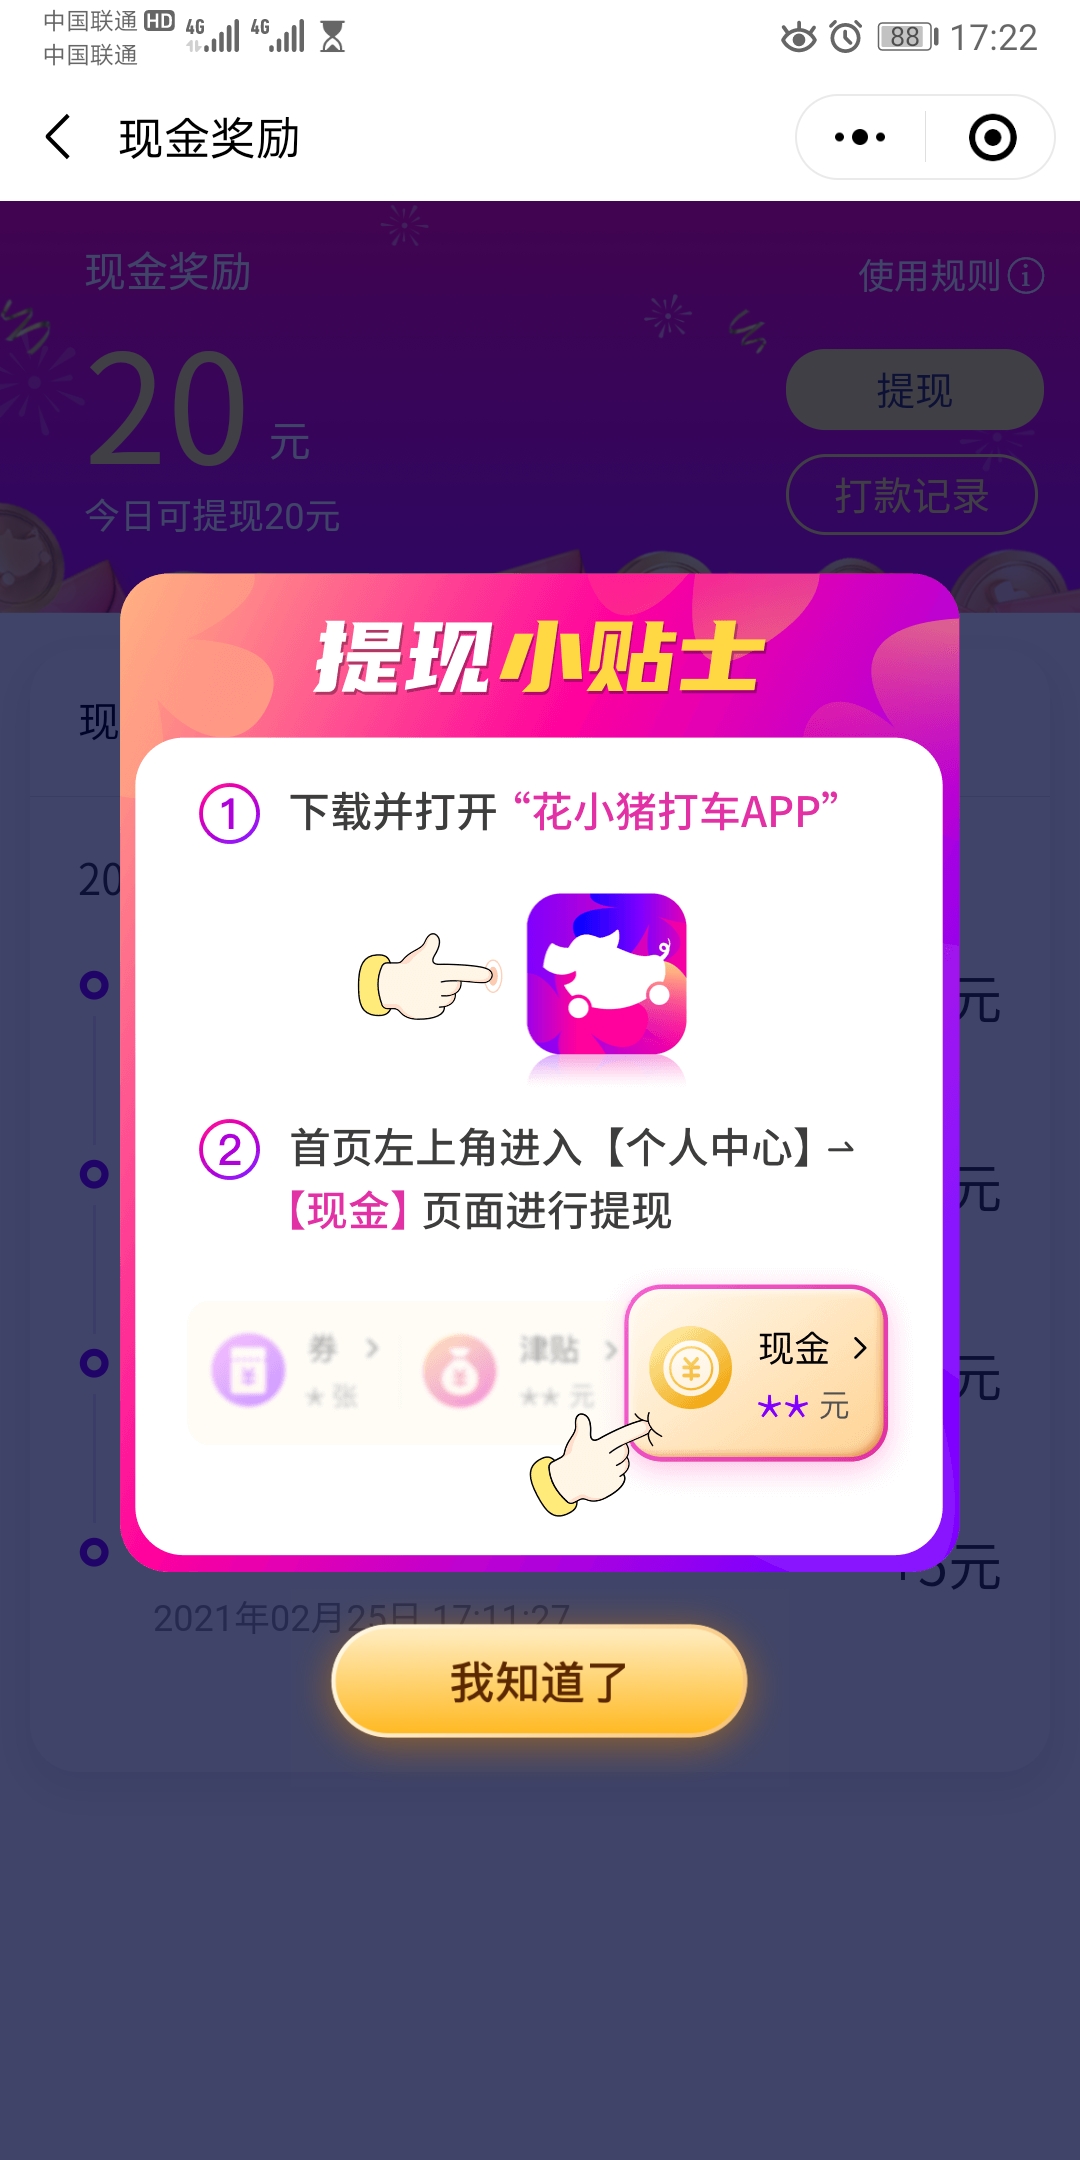 中国联通 HD 4G 4G 88 17:22
中国联通
现金奖励
现金奖励
使用规则
20 元
提现
今日可提现20元
打款记录
提现小贴士
现
① 下载并打开“花小猪打车APP”
20
元
② 首页左上角进入【个人中心】→
【现金】页面进行提现
元
券
津贴
现金
元
* 张
** 元
** 元
+5元
2021年02月25日 17:11:27
我知道了